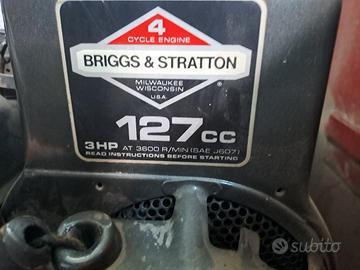 4
CYCLE ENGINE
BRIGGS & STRATTON
MILWAUKEE
WISCONSIN
U.S.A.
®
127cc
3HP AT 3600 R/MIN (SAE J607)
READ INSTRUCTIONS BEFORE STARTING
subito